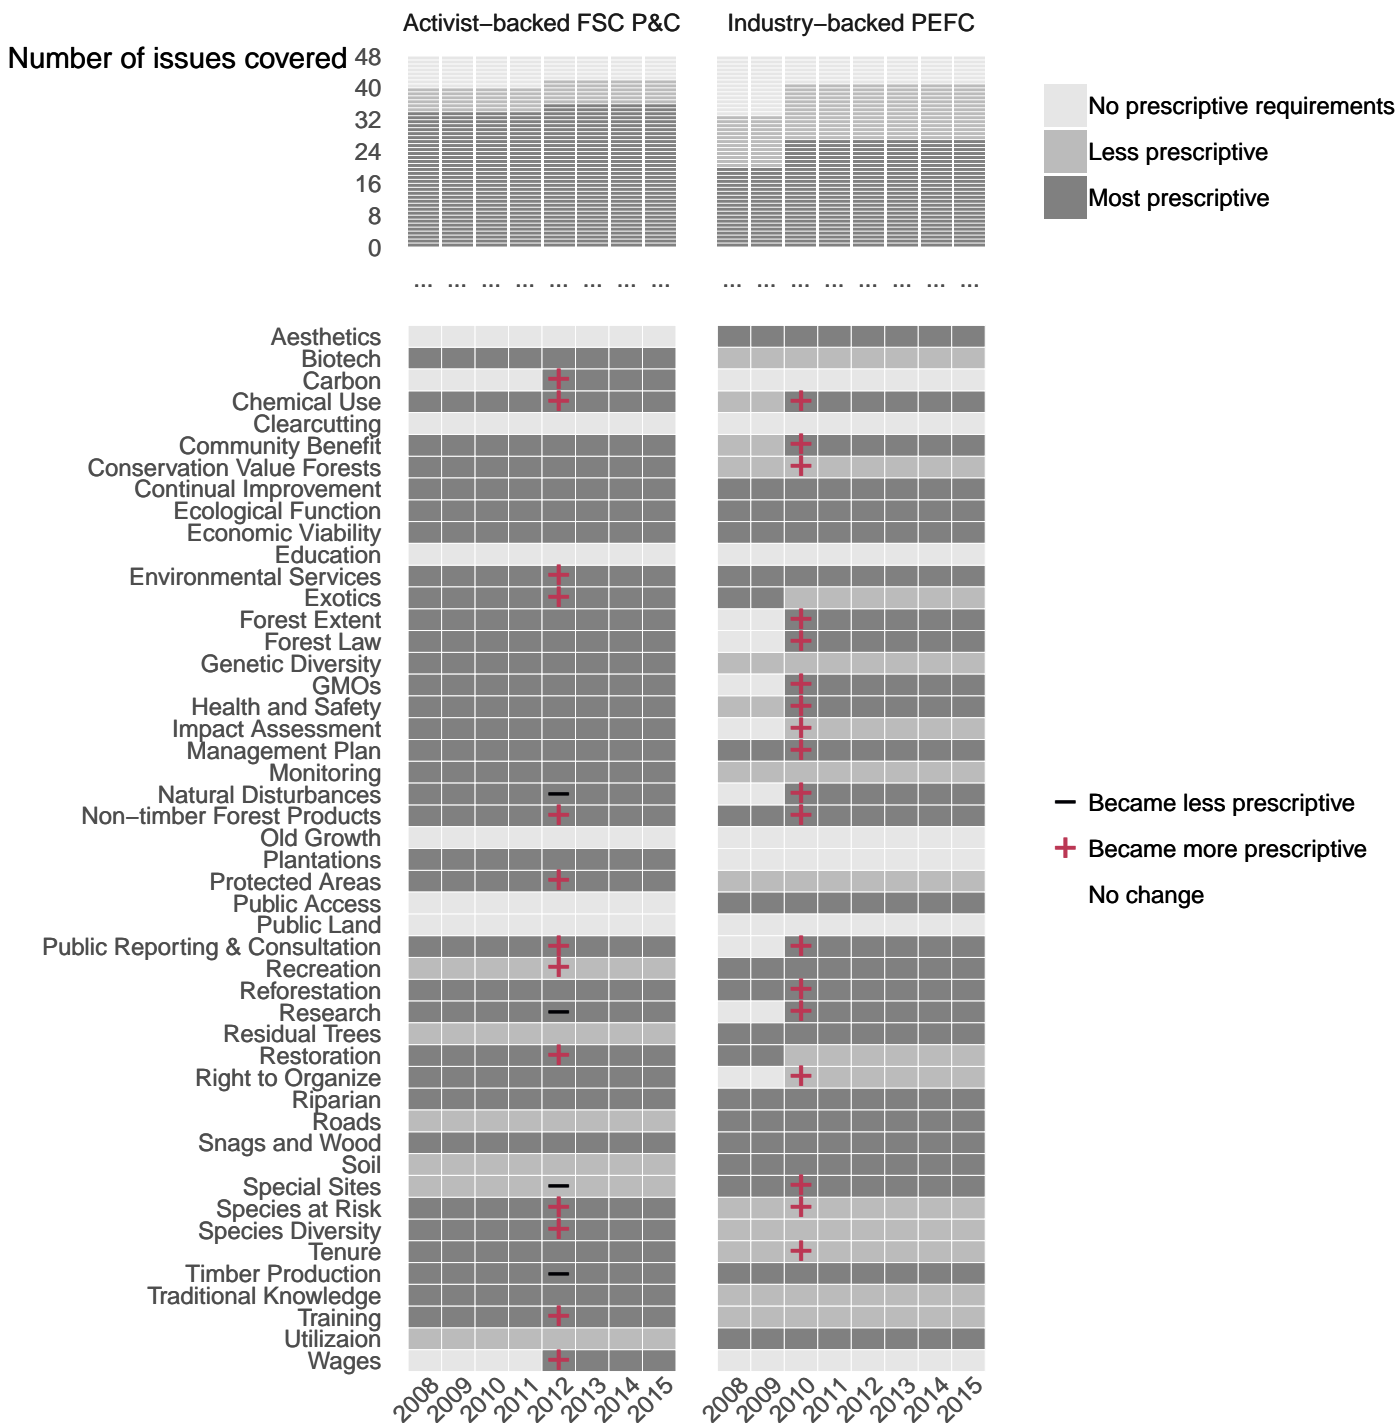 Activist−backed FSC P&C
Industry−backed PEFC
Number of issues covered
48
40
32
24
16
8
0
No prescriptive requirements
Less prescriptive
Most prescriptive
... ... ... ... ... ... ... ...
... ... ... ... ... ... ... ...
Aesthetics
Biotech
Carbon
Chemical Use
Clearcutting
Community Benefit
Conservation Value Forests
Continual Improvement
Ecological Function
Economic Viability
Education
Environmental Services
Exotics
Forest Extent
Forest Law
Genetic Diversity
GMOs
Health and Safety
Impact Assessment
Management Plan
Monitoring
Natural Disturbances
Non−timber Forest Products
Old Growth
Plantations
Protected Areas
Public Access
Public Land
Public Reporting & Consultation
Recreation
Reforestation
Research
Residual Trees
Restoration
Right to Organize
Riparian
Roads
Snags and Wood
Soil
Special Sites
Species at Risk
Species Diversity
Tenure
Timber Production
Traditional Knowledge
Training
Utilizaion
Wages
Became less prescriptive
Became more prescriptive
No change
2008 2009 2010 2011 2012 2013 2014 2015
2008 2009 2010 2011 2012 2013 2014 2015